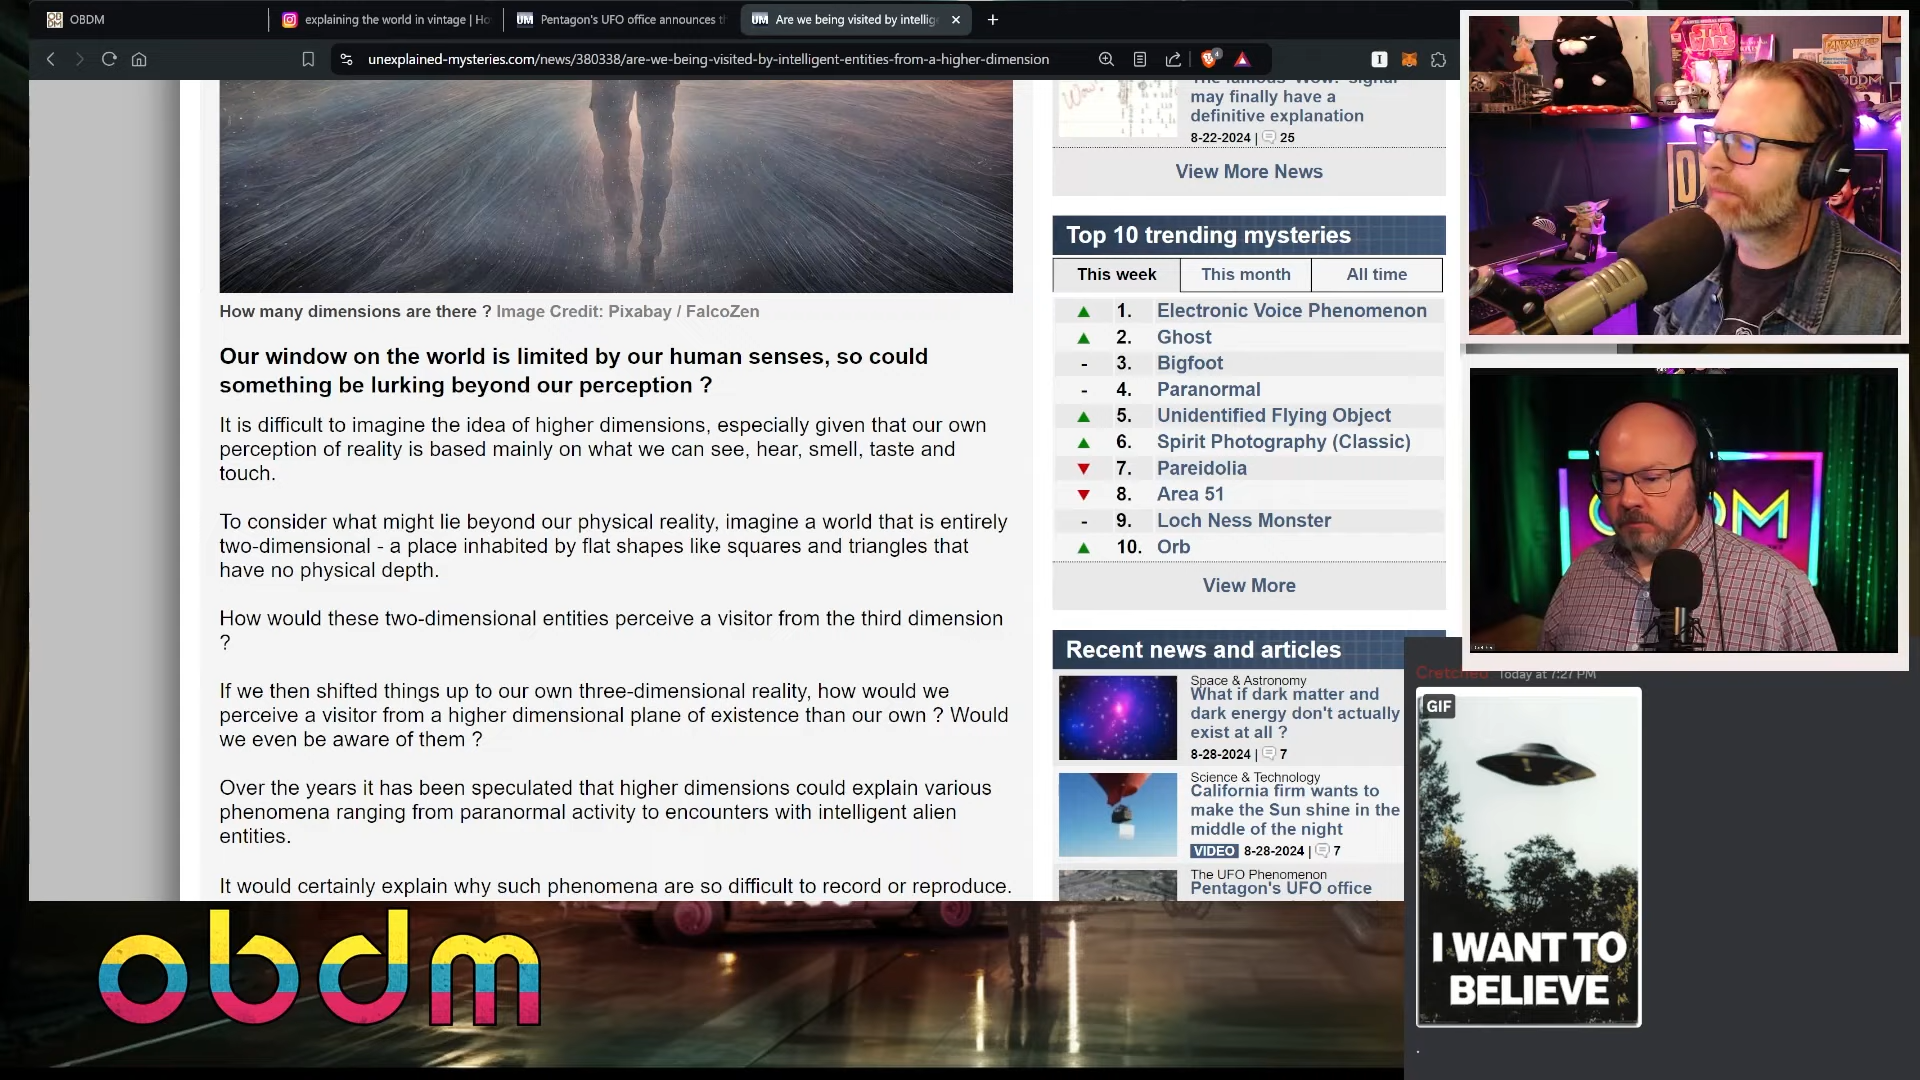 OBDM
explaining the world in vintage | Ho
Pentagon's UFO office announces t
Are we being visited by intellig
unexplained-mysteries.com/news/380338/are-we-being-visited-by-intelligent-entities-from-a-higher-dimension
How many dimensions are there ? Image Credit: Pixabay / FalcoZen
Our window on the world is limited by our human senses, so could
something be lurking beyond our perception ?
It is difficult to imagine the idea of higher dimensions, especially given that our own
perception of reality is based mainly on what we can see, hear, smell, taste and
touch.
To consider what might lie beyond our physical reality, imagine a world that is entirely
two-dimensional - a place inhabited by flat shapes like squares and triangles that
have no physical depth.
How would these two-dimensional entities perceive a visitor from the third dimension
?
If we then shifted things up to our own three-dimensional reality, how would we
perceive a visitor from a higher dimensional plane of existence than our own ? Would
we even be aware of them ?
Over the years it has been speculated that higher dimensions could explain various
phenomena ranging from paranormal activity to encounters with intelligent alien
entities.
It would certainly explain why such phenomena are so difficult to record or reproduce.
The famous 'Wow!' signal
may finally have a
definitive explanation
8-22-2024 | 25
View More News
Top 10 trending mysteries
This week This month All time
1. Electronic Voice Phenomenon
2. Ghost
- 3. Bigfoot
- 4. Paranormal
5. Unidentified Flying Object
6. Spirit Photography (Classic)
7. Pareidolia
8. Area 51
- 9. Loch Ness Monster
10. Orb
View More
Recent news and articles
Space & Astronomy
What if dark matter and
dark energy don't actually
exist at all ?
8-28-2024 | 7
Science & Technology
California firm wants to
make the Sun shine in the
middle of the night
VIDEO 8-28-2024 | 7
The UFO Phenomenon
Pentagon's UFO office
STAR
WARS
Cretched Today at 7:27 PM
GIF
I WANT TO
BELIEVE
obdm